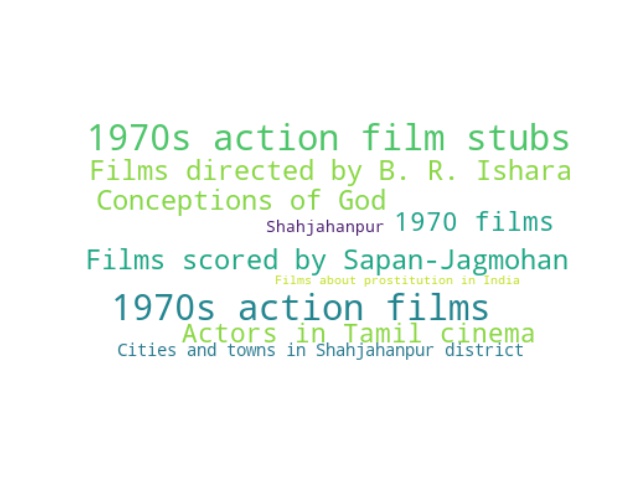 1970s action film stubs
Films directed by B. R. Ishara
Conceptions of God
Shahjahanpur 1970 films
Films scored by Sapan-Jagmohan
Films about prostitution in India
1970s action films
Actors in Tamil cinema
Cities and towns in Shahjahanpur district